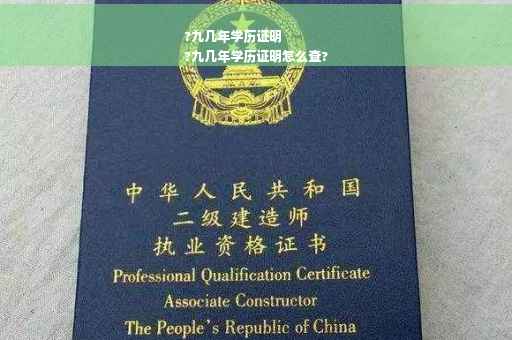 ?九几年学历证明
?九几年学历证明怎么查?
中华人民共和国
二级建造师
执业资格证书
Professional Qualification Certificate
Associate Constructor
The People's Republic of China